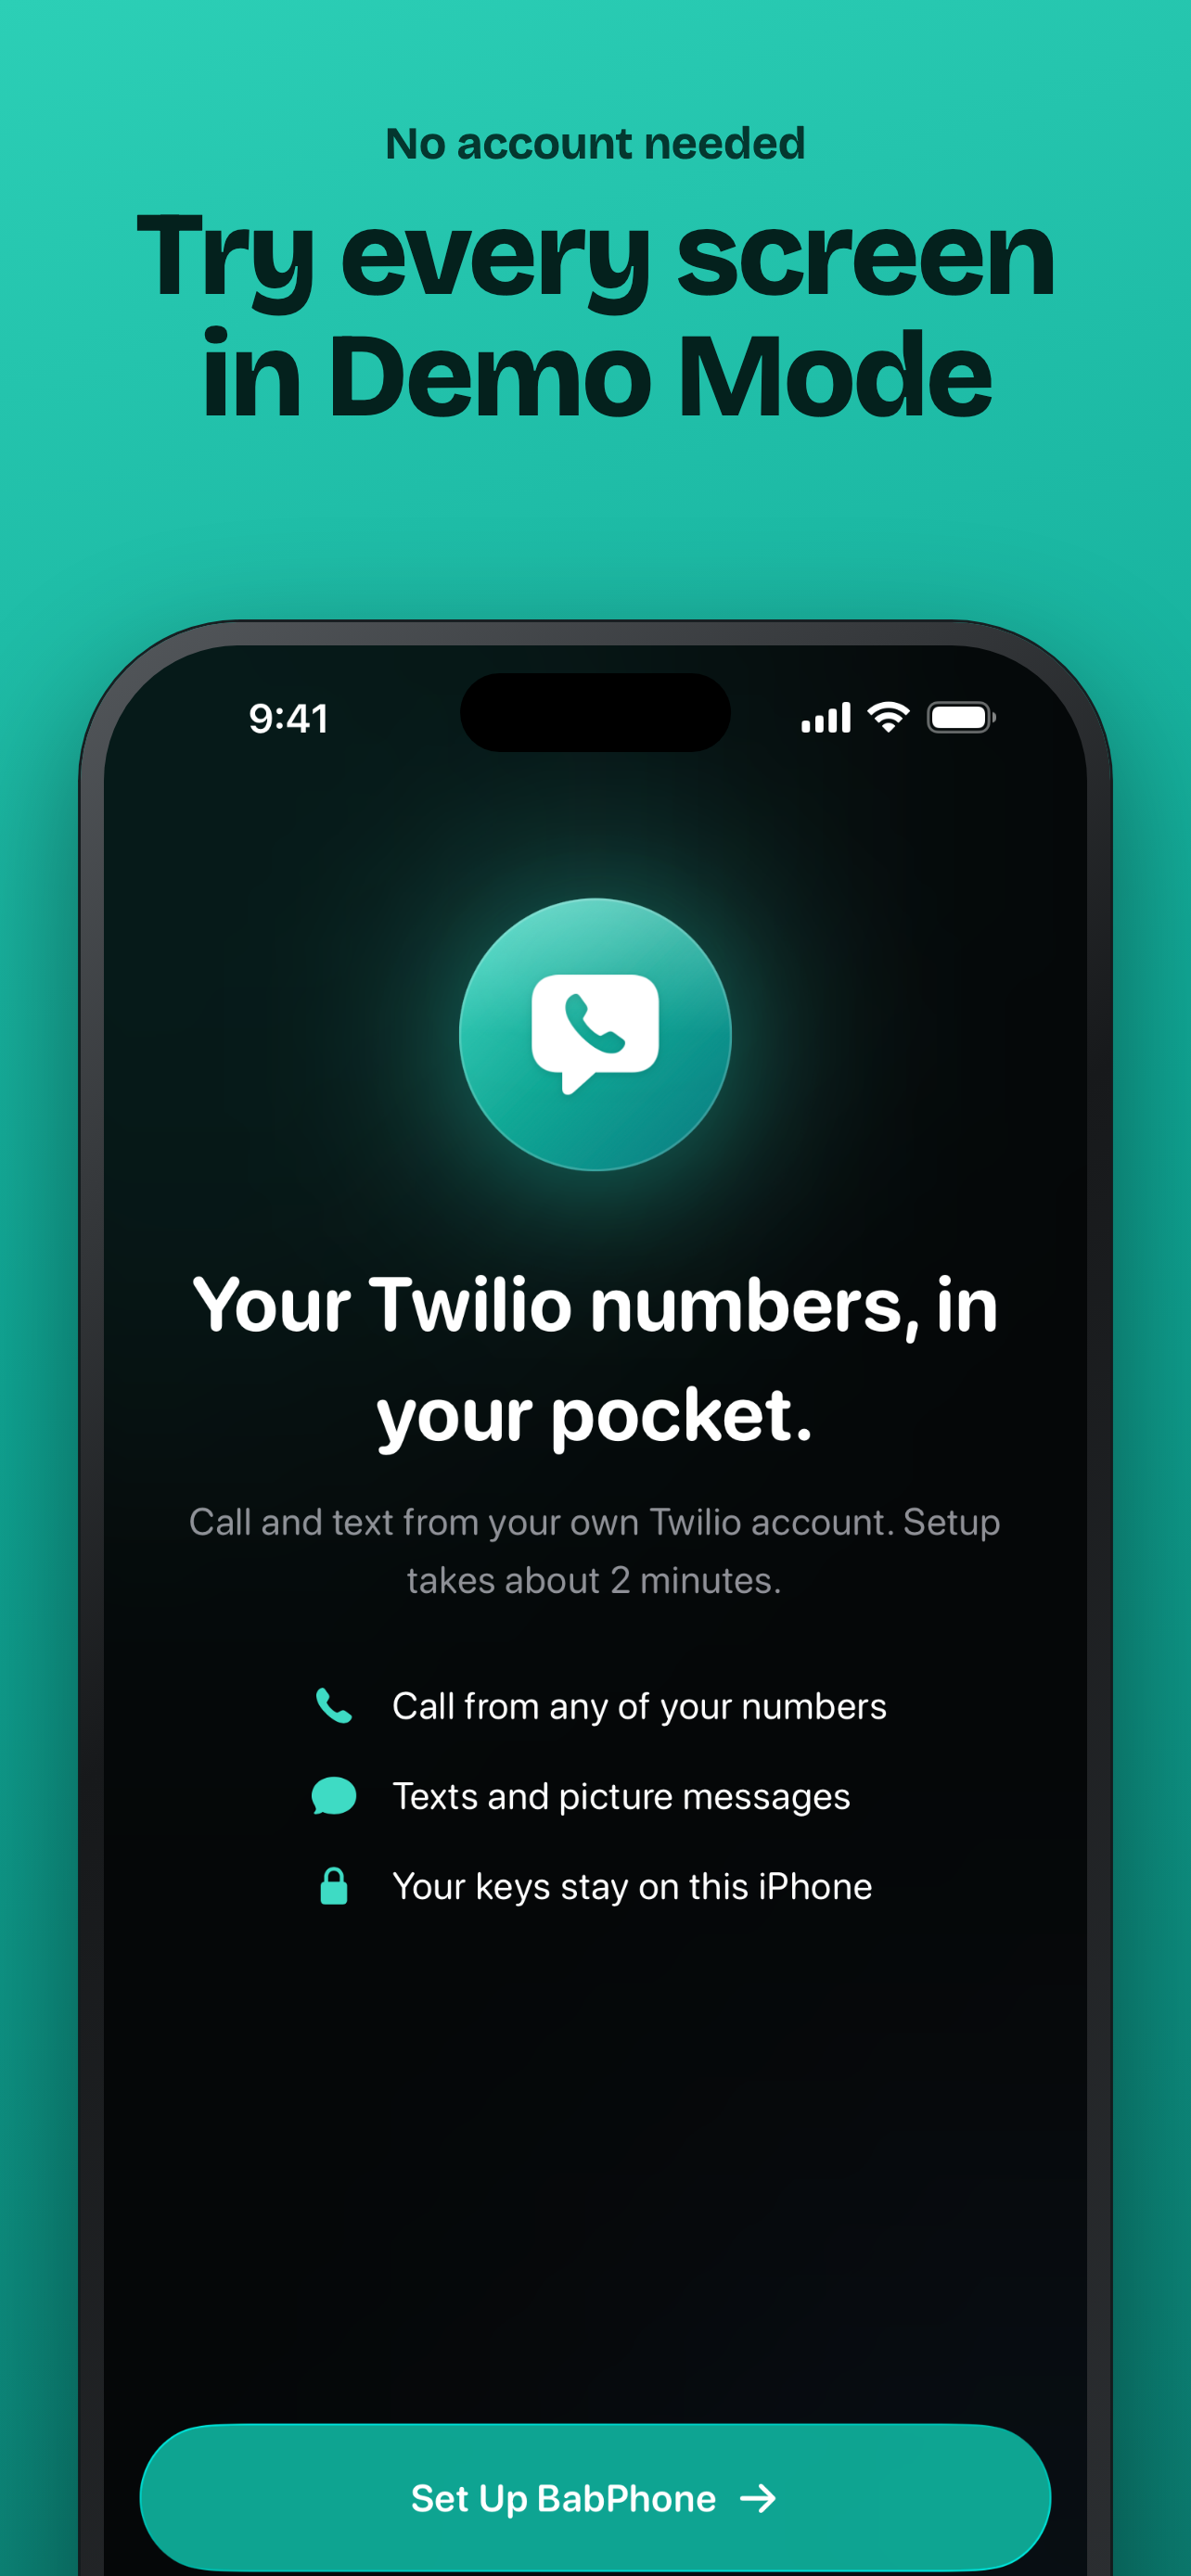 No account needed
Try every screen
in Demo Mode
9:41
Your Twilio numbers, in
your pocket.
Call and text from your own Twilio account. Setup
takes about 2 minutes.
Call from any of your numbers
Texts and picture messages
Your keys stay on this iPhone
Set Up BabPhone →